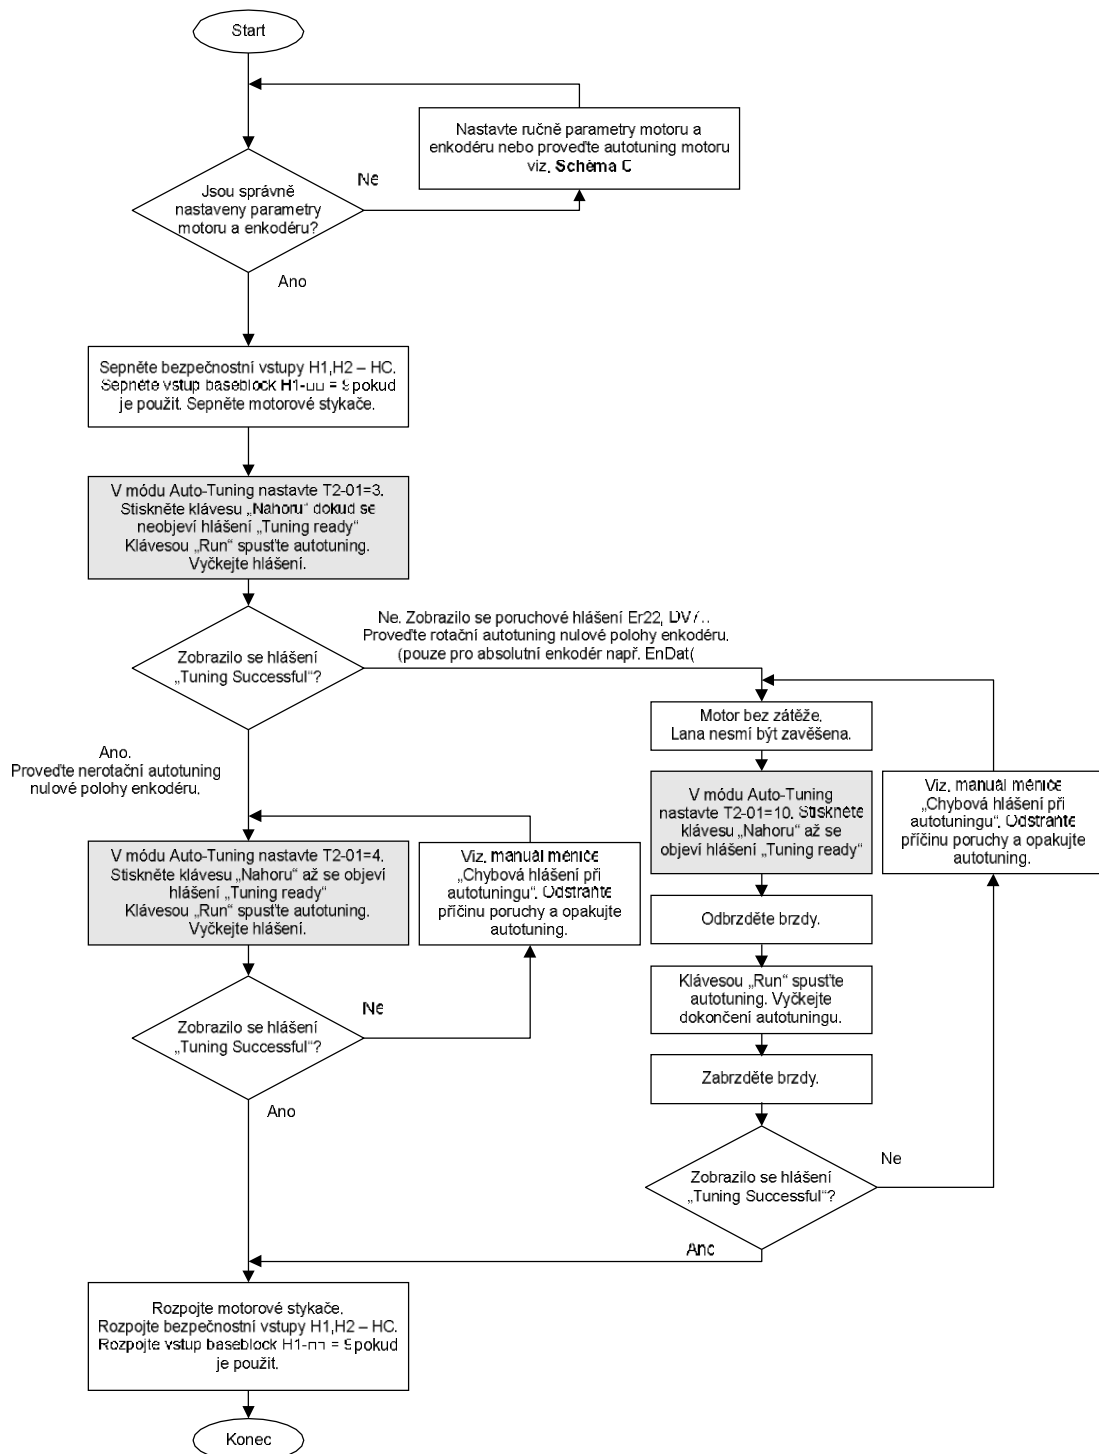 Start
Nastavte ručně parametry motoru a
enkodéru nebo proveďte autotuning motoru
viz. Schéma C
Ne
Jsou správně
nastaveny parametry
motoru a enkodéru?
Ano
Sepněte bezpečnostní vstupy H1,H2 – HC.
Sepněte vstup baseblock H1-□□ = 9 pokud
je použit. Sepněte motorové stykače.
V módu Auto-Tuning nastavte T2-01=3.
Stiskněte klávesu „Nahoru“ dokud se
neobjeví hlášení „Tuning ready“
Klávesou „Run“ spusťte autotuning.
Vyčkejte hlášení.
Ne. Zobrazilo se poruchové hlášení Er22,
Proveďte rotační autotuning nulové polohy enkodéru.
(pouze pro absolutní enkodér např. EnDat(
Zobrazilo se hlášení
„Tuning Successful“?
Motor bez zátěže.
Lana nesmí být zavěšena.
Ano.
Proveďte nerotační autotuning
nulové polohy enkodéru.
V módu Auto-Tuning
nastavte T2-01=10. Stiskněte
klávesu „Nahoru“ až se
objeví hlášení „Tuning ready“
Viz. manuál měniče
„Chybová hlášení při
autotuningu“. Odstraňte
příčinu poruchy a opakujte
autotuning.
V módu Auto-Tuning nastavte T2-01=4.
Stiskněte klávesu „Nahoru“ až se objeví
hlášení „Tuning ready“
Klávesou „Run“ spusťte autotuning.
Vyčkejte hlášení.
Viz. manuál měniče
„Chybová hlášení při
autotuningu“. Odstraňte
příčinu poruchy a opakujte
autotuning.
Odbrzděte brzdy.
Klávesou „Run“ spusťte
autotuning. Vyčkejte
dokončení autotuningu.
Ne
Zobrazilo se hlášení
„Tuning Successful“?
Zabrzděte brzdy.
Ano
Ne
Zobrazilo se hlášení
„Tuning Successful“?
Ano
Rozpojte motorové stykače.
Rozpojte bezpečnostní vstupy H1,H2 – HC.
Rozpojte vstup baseblock H1-□□ = 9 pokud
je použit.
Konec